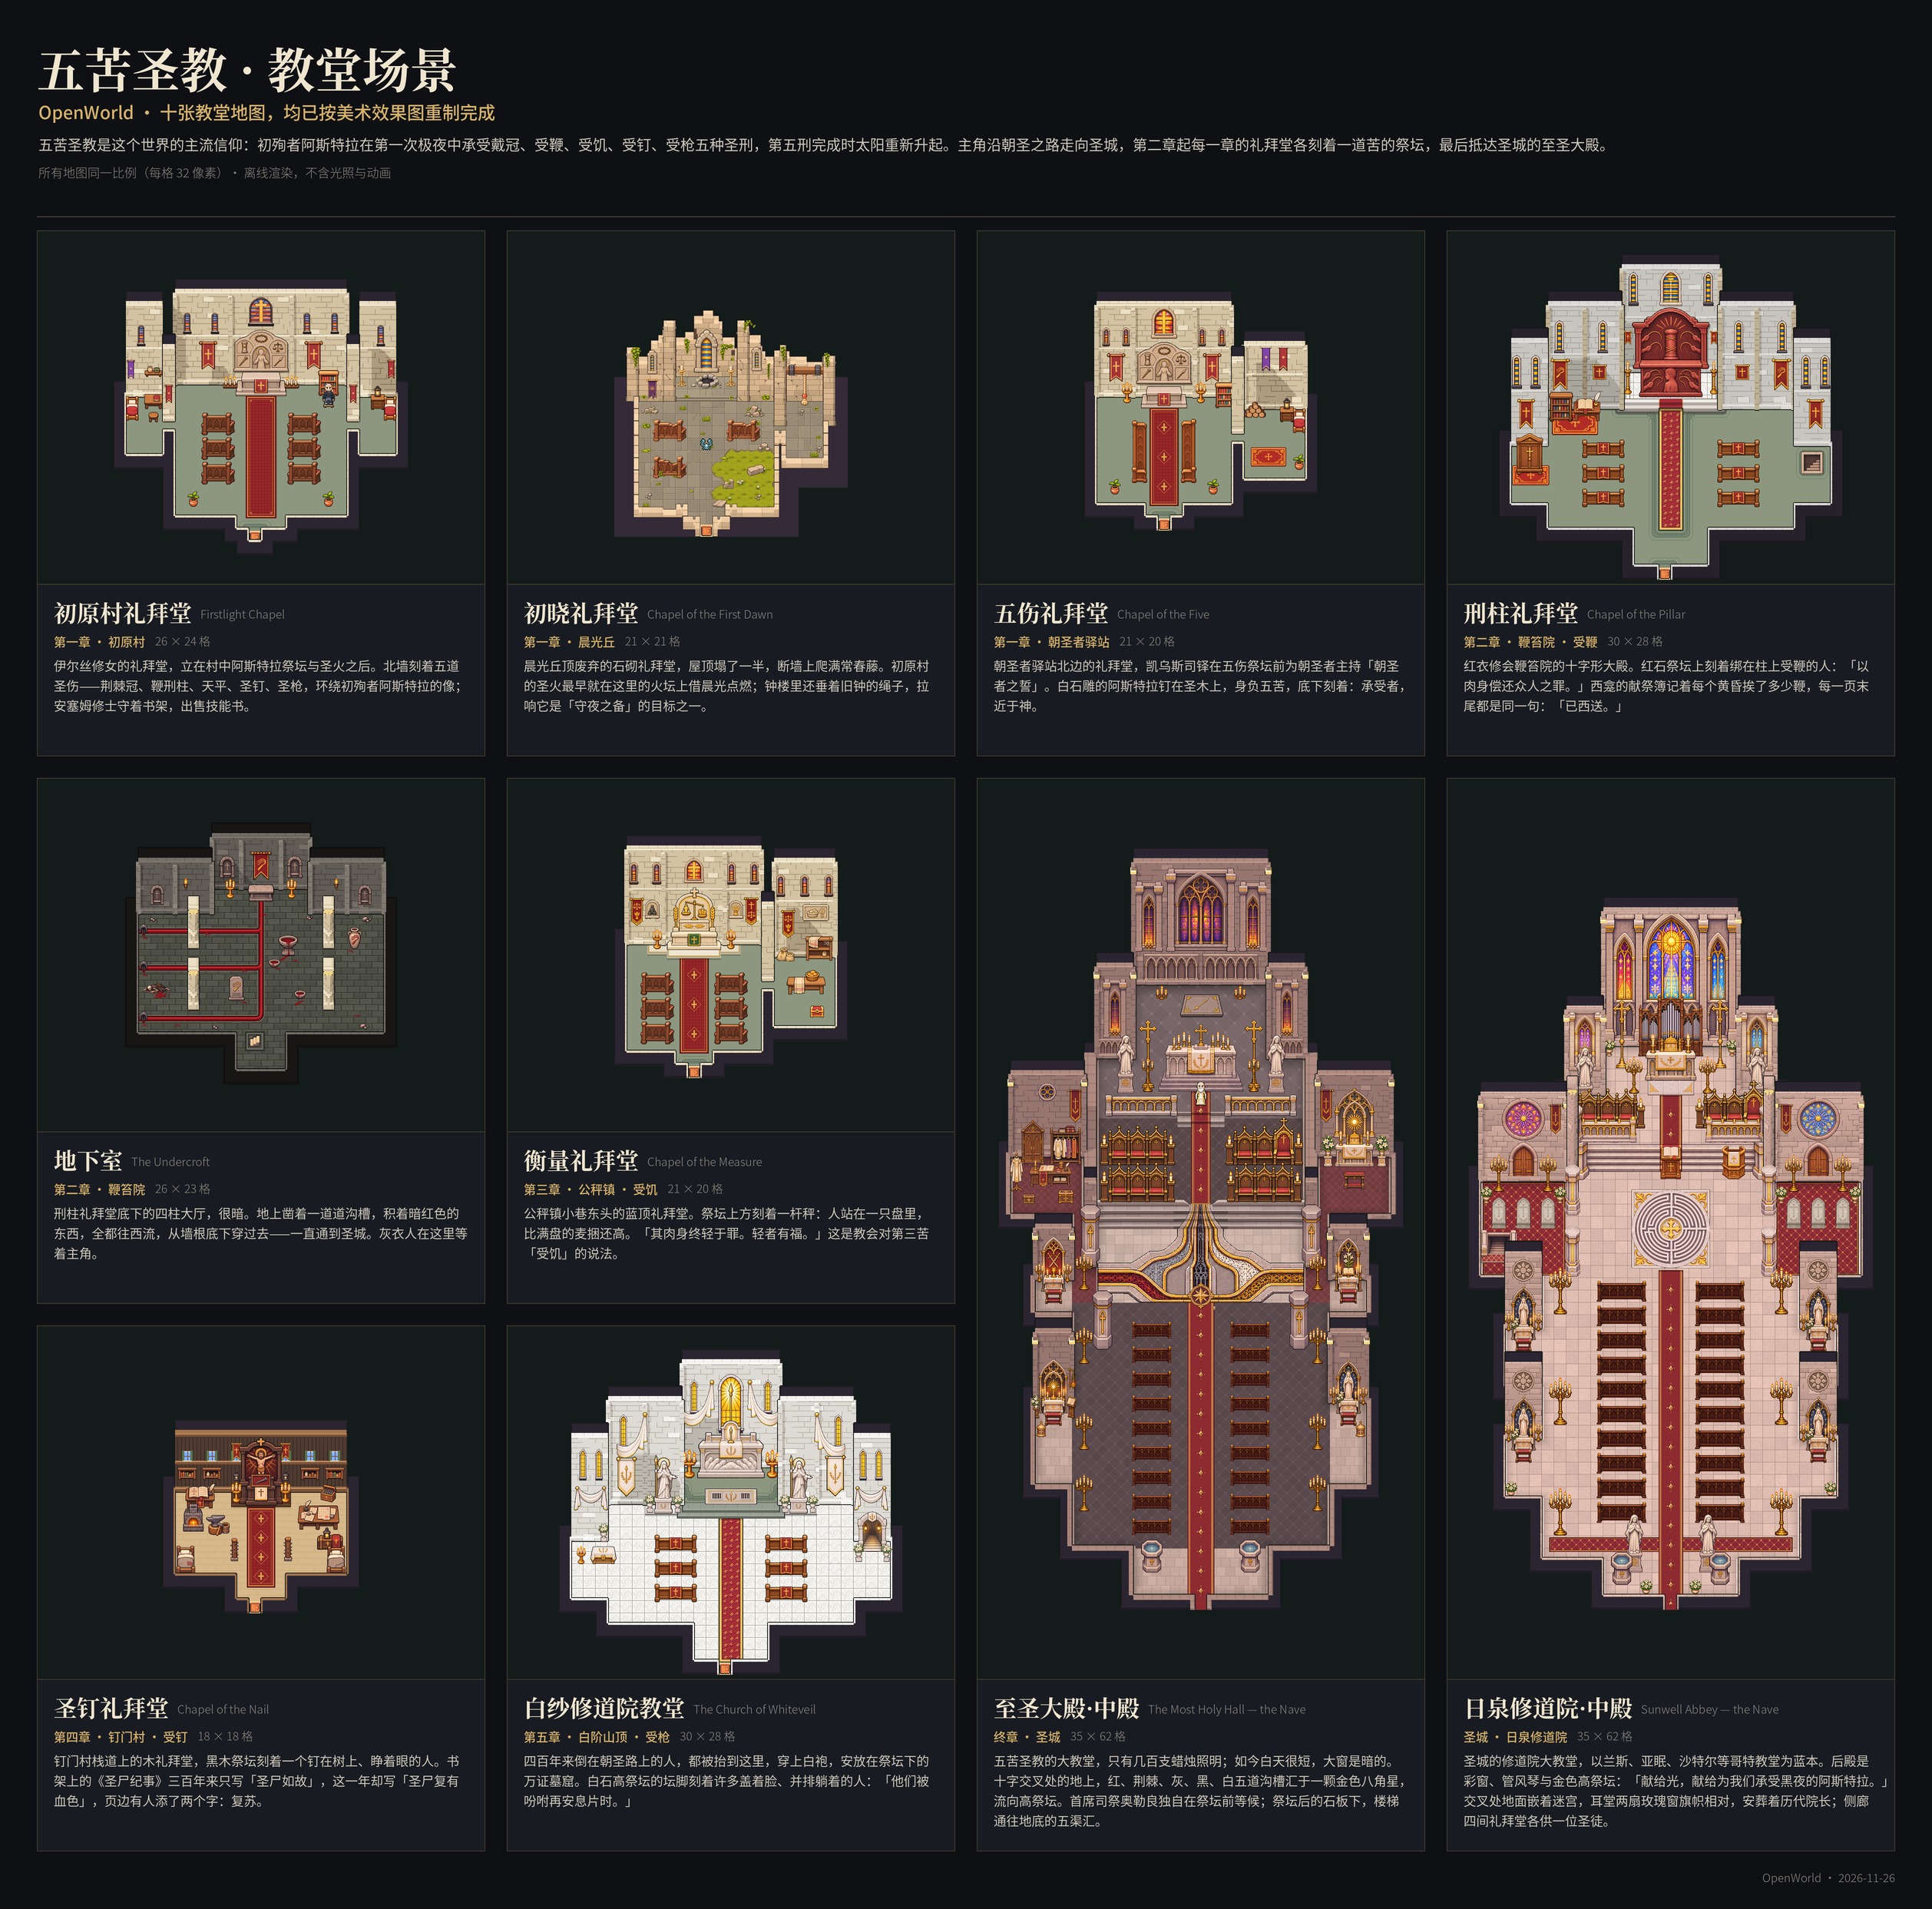 五苦圣教·教堂场景
OpenWorld · 十张教堂地图，均已按美术效果图重制完成
五苦圣教是这个世界的主流信仰：初殉者阿斯特拉在第一次极夜中承受戴冠、受鞭、受饥、受钉、受枪五种圣刑，第五刑完成时太阳重新升起。主角沿朝圣之路走向圣城，第二章起每一章的礼拜堂各刻着一道苦的祭坛，最后抵达圣城的至圣大殿。
所有地图同一比例（每格 32 像素）· 离线渲染，不含光照与动画
初原村礼拜堂 Firstlight Chapel
第一章 · 初原村 26 × 24 格
伊尔丝修女的礼拜堂，立在村中阿斯特拉祭坛与圣火之后。北墙刻着五道
圣伤——荆棘冠、鞭刑柱、天平、圣钉、圣枪，环绕初殉者阿斯特拉的像；
安塞姆修士守着书架，出售技能书。
初晓礼拜堂 Chapel of the First Dawn
第一章 · 晨光丘 21 × 21 格
晨光丘顶废弃的石砌礼拜堂，屋顶塌了一半，断墙上爬满常春藤。初原村
的圣火最早就在这里的火坛上借晨光点燃；钟楼里还垂着旧钟的绳子，拉
响它是「守夜之备」的目标之一。
五伤礼拜堂 Chapel of the Five
第一章 · 朝圣者驿站 21 × 20 格
朝圣者驿站北边的礼拜堂，凯乌斯司铎在五伤祭坛前为朝圣者主持「朝圣
者之誓」。白石雕的阿斯特拉钉在圣木上，身负五苦，底下刻着：承受者，
近于神。
刑柱礼拜堂 Chapel of the Pillar
第二章 · 鞭笞院 · 受鞭 30 × 28 格
红衣修会鞭笞院的十字形大殿。红石祭坛上刻着绑在柱上受鞭的人：「以
肉身偿还众人之罪。」西龛的献祭簿记着每个黄昏挨了多少鞭，每一页末
尾都是同一句：「已西送。」
地下室 The Undercroft
第二章 · 鞭笞院 26 × 23 格
刑柱礼拜堂底下的四柱大厅，很暗。地上凿着一道道沟槽，积着暗红色的
东西，全都往西流，从墙根底下穿过去——一直通到圣城。灰衣人在这里等
着主角。
衡量礼拜堂 Chapel of the Measure
第三章 · 公秤镇 · 受饥 21 × 20 格
公秤镇小巷东头的蓝顶礼拜堂。祭坛上方刻着一杆秤：人站在一只盘里，
比满盘的麦捆还高。「其肉身终轻于罪。轻者有福。」这是教会对第三苦
「受饥」的说法。
圣钉礼拜堂 Chapel of the Nail
第四章 · 钉门村 · 受钉 18 × 18 格
钉门村栈道上的木礼拜堂，黑木祭坛刻着一个钉在树上、睁着眼的人。书
架上的《圣尸纪事》三百年来只写「圣尸如故」，这一年却写「圣尸复有
血色」，页边有人添了两个字：复苏。
白纱修道院教堂 The Church of Whiteveil
第五章 · 白阶山顶 · 受枪 30 × 28 格
四百年来倒在朝圣路上的人，都被抬到这里，穿上白袍，安放在祭坛下的
万证墓窟。白石高祭坛的坛脚刻着许多盖着脸、并排躺着的人：「他们被
吩咐再安息片时。」
至圣大殿·中殿 The Most Holy Hall — the Nave
终章 · 圣城 35 × 62 格
五苦圣教的大教堂，只有几百支蜡烛照明；如今白天很短，大窗是暗的。
十字交叉处的地上，红、荆棘、灰、黑、白五道沟槽汇于一颗金色八角星，
流向高祭坛。首席司祭奥勒良独自在祭坛前等候；祭坛后的石板下，楼梯
通往地底的五渠汇。
日泉修道院·中殿 Sunwell Abbey — the Nave
圣城 · 日泉修道院 35 × 62 格
圣城的修道院大教堂，以兰斯、亚眠、沙特尔等哥特教堂为蓝本。后殿是
彩窗、管风琴与金色高祭坛：「献给光，献给为我们承受黑夜的阿斯特拉。」
交叉处地面嵌着迷宫，耳堂两扇玫瑰窗旗帜相对，安葬着历代院长；侧廊
四间礼拜堂各供一位圣徒。
OpenWorld · 2026-11-26